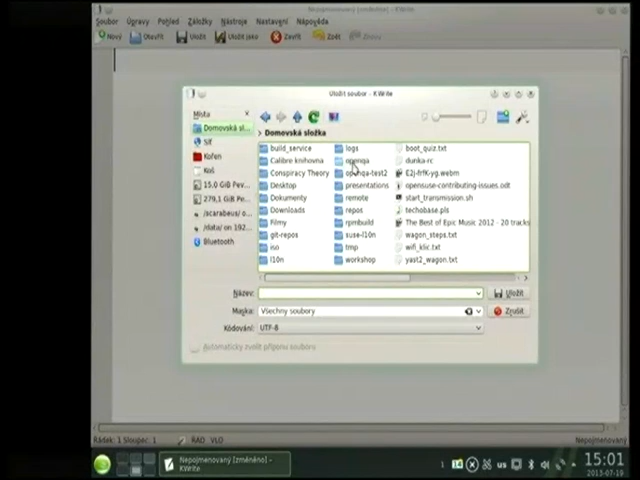 Nepojmenovaný [změněno] - KWrite
Soubor Úpravy Pohled Záložky Nástroje Nastavení Nápověda
Nový Otevřít Uložit Uložit jako Zavřít Zpět Znovu
Uložit soubor - KWrite
Místa
Domovská sl...
Síť
Kořen
Koš
15,0 GiB Pev...
279,1 GiB Pev...
/scarabeus/ o...
/data/ on 192...
Bluetooth
> Domovská složka
build_service
Calibre knihovna
Conspiracy Theory
Desktop
Dokumenty
Downloads
Filmy
git-repos
iso
l10n
logs
openqa
openqa-test2
presentations
remote
repos
rpmbuild
suse-l10n
tmp
workshop
boot_quiz.txt
dunka-rc
E2J-frfK-yg.webm
opensuse-contributing-issues.odt
start_transmission.sh
techobase.pls
The Best of Epic Music 2012 - 20 tracks
wagon_steps.txt
wifi_klic.txt
yast2_wagon.txt
Název: Uložit
Maska: Všechny soubory Zrušit
Kódování: UTF-8
Automaticky zvolit příponu souboru
Řádek: 1 Sloupec: 1 ŘÁD VLO Nepojmenovaný
Nepojmenovaný [změněno] -
KWrite
1 us 15:01
2013-07-19